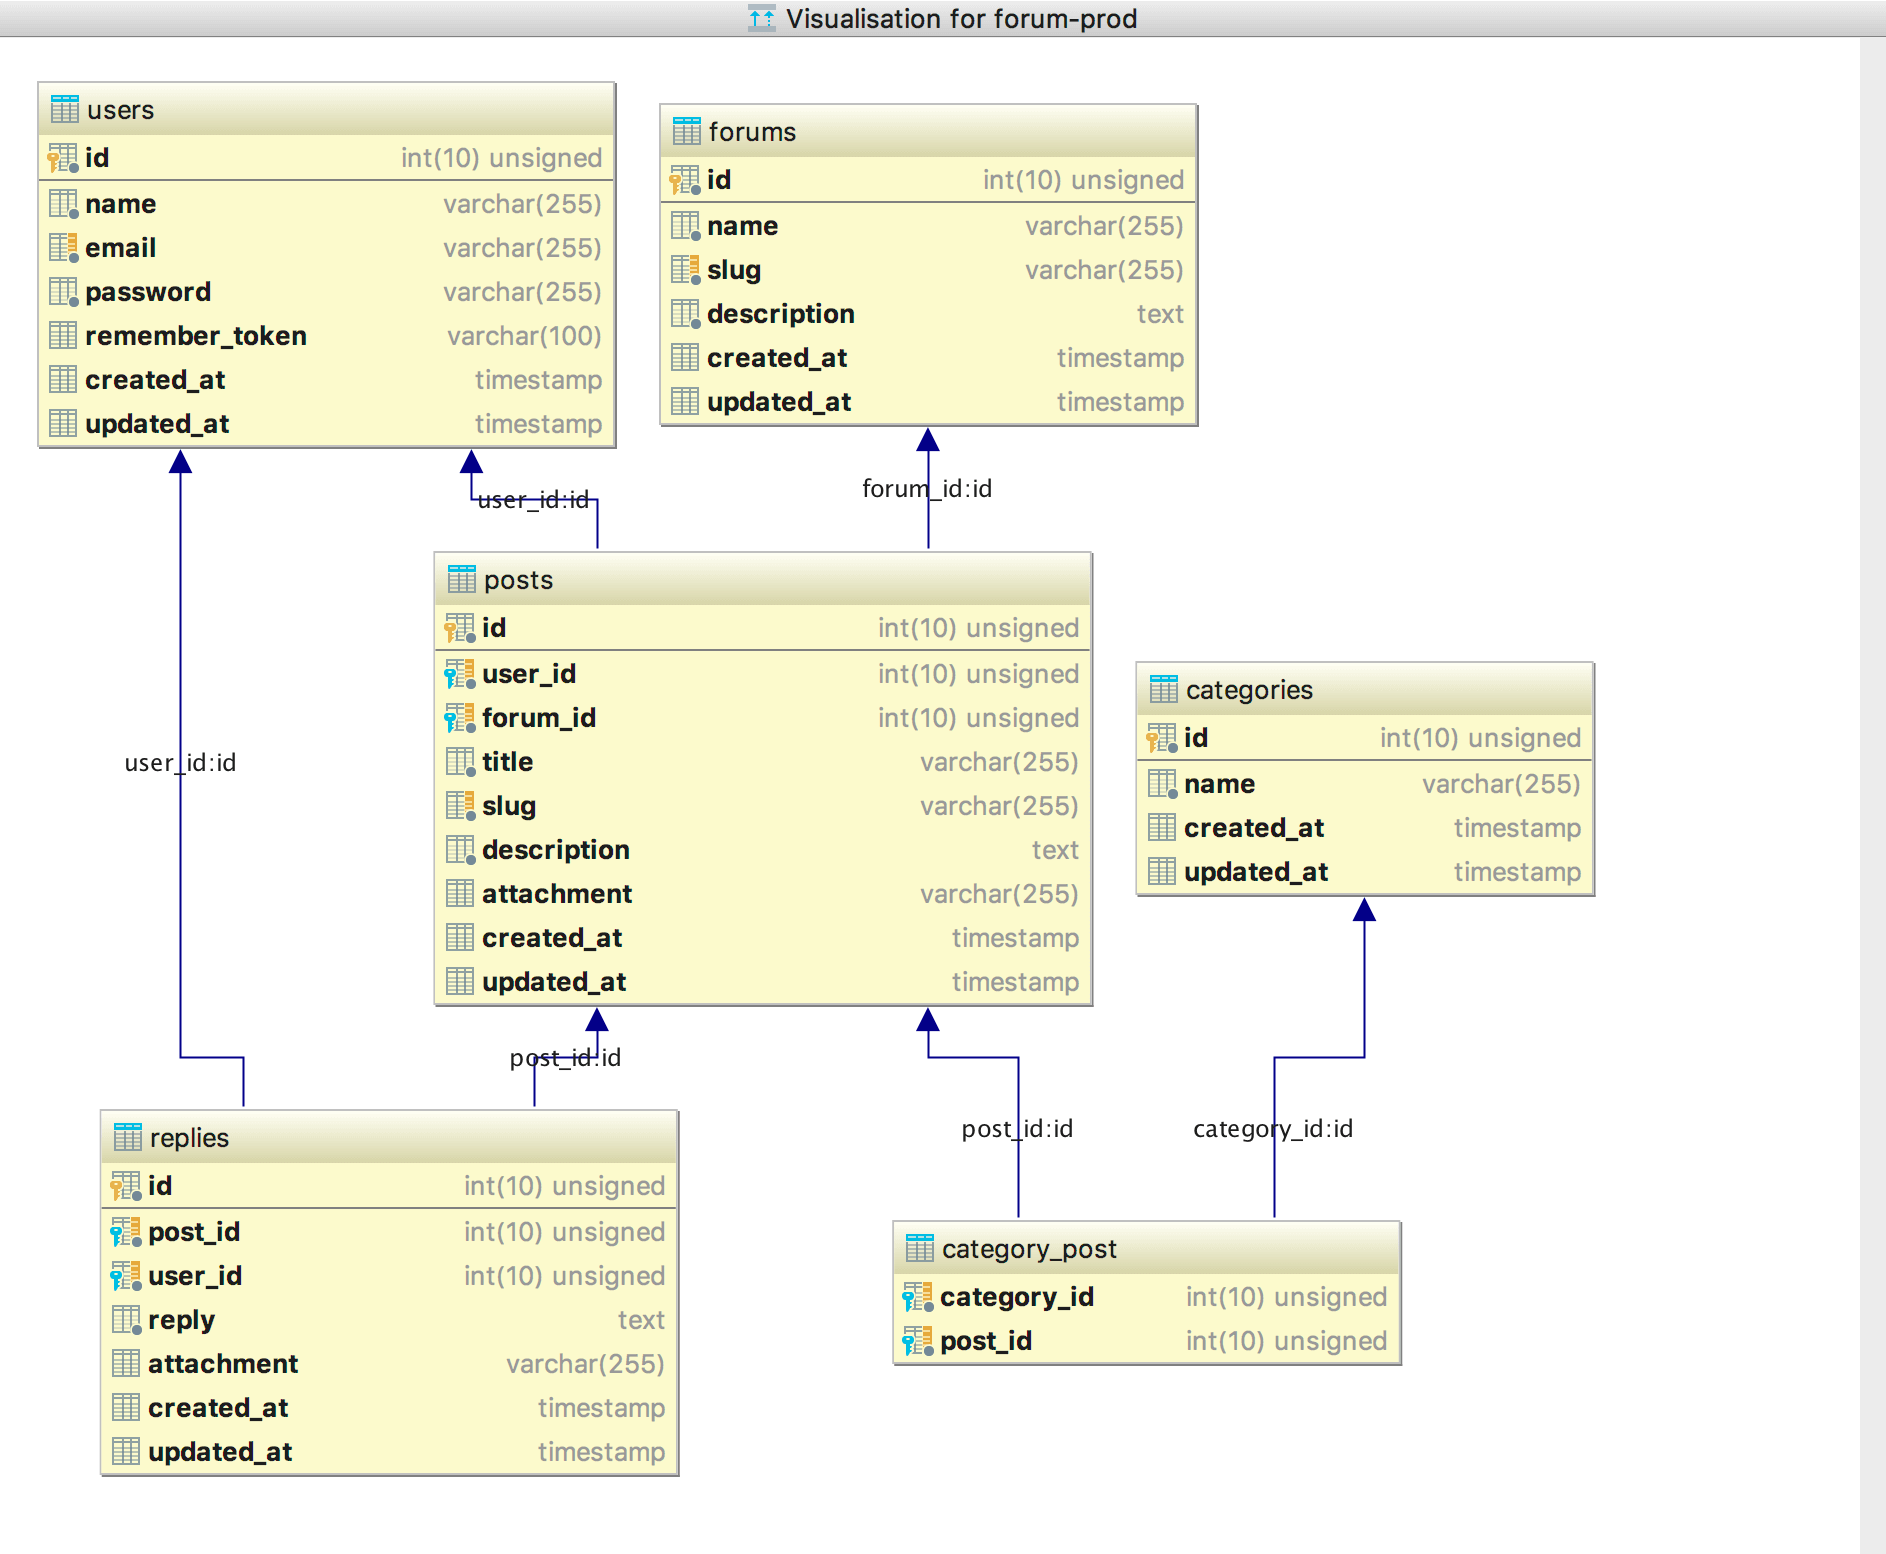 Visualisation for forum-prod
users
id int(10) unsigned
name varchar(255)
email varchar(255)
password varchar(255)
remember_token varchar(100)
created_at timestamp
updated_at timestamp
forums
id int(10) unsigned
name varchar(255)
slug varchar(255)
description text
created_at timestamp
updated_at timestamp
user_id:id
forum_id:id
posts
id int(10) unsigned
user_id int(10) unsigned
forum_id int(10) unsigned
title varchar(255)
slug varchar(255)
description text
attachment varchar(255)
created_at timestamp
updated_at timestamp
categories
id int(10) unsigned
name varchar(255)
created_at timestamp
updated_at timestamp
user_id:id
post_id:id
post_id:id
category_id:id
replies
id int(10) unsigned
post_id int(10) unsigned
user_id int(10) unsigned
reply text
attachment varchar(255)
created_at timestamp
updated_at timestamp
category_post
category_id int(10) unsigned
post_id int(10) unsigned